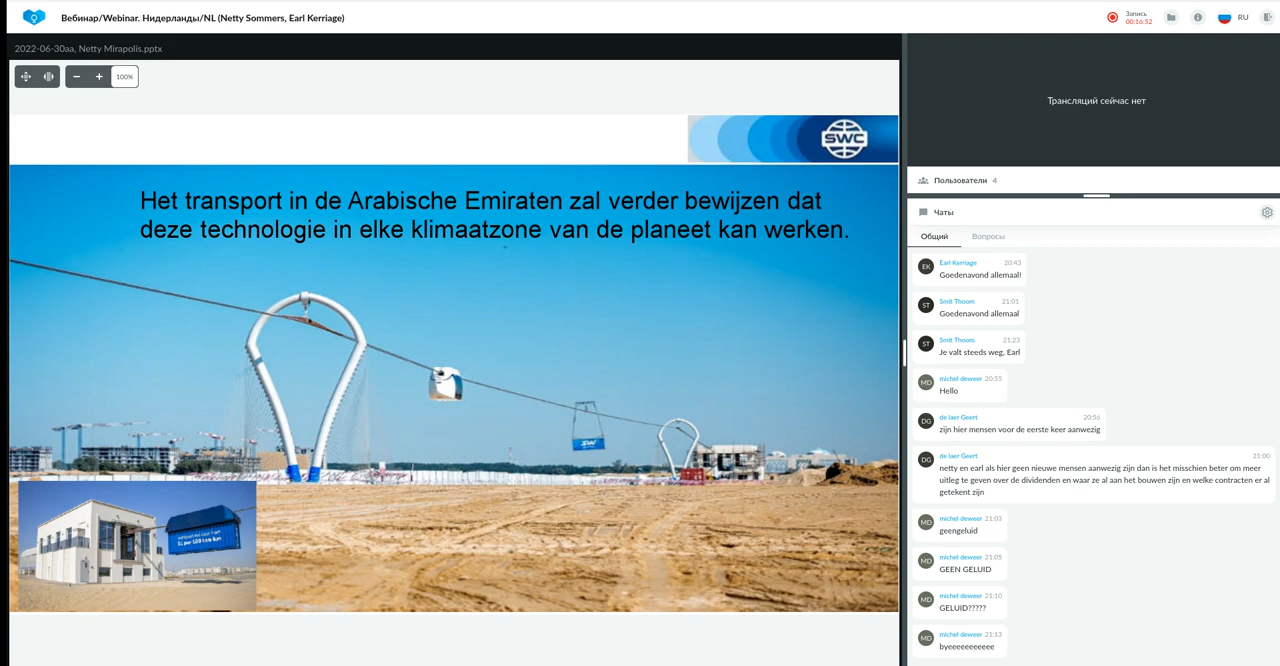 Вебинар/Webinar. Нидерланды/NL (Netty Sommers, Earl Kerriage)
Запись
00:16:52
RU
2022-06-30aa, Netty Mirapolis.pptx
100%
SWC
Het transport in de Arabische Emiraten zal verder bewijzen dat
deze technologie in elke klimaatzone van de planeet kan werken.
Трансляций сейчас нет
Пользователи 4
Чаты
Общий
Вопросы
EK
Earl Kerriage 20:43
Goedenavond allemaal!
ST
Smit Thoom 21:01
Goedenavond allemaal
ST
Smit Thoom 21:23
Je valt steeds weg, Earl
MD
michel deweer 20:55
Hello
DG
de laer Geert 20:56
zijn hier mensen voor de eerste keer aanwezig
DG
de laer Geert 21:00
netty en earl als hier geen nieuwe mensen aanwezig zijn dan is het misschien beter om meer
uitleg te geven over de dividenden en waar ze al aan het bouwen zijn en welke contracten er al
getekent zijn
MD
michel deweer 21:03
geengeluid
MD
michel deweer 21:05
GEEN GELUID
MD
michel deweer 21:10
GELUID?????
MD
michel deweer 21:13
byeeeeeeeeeee